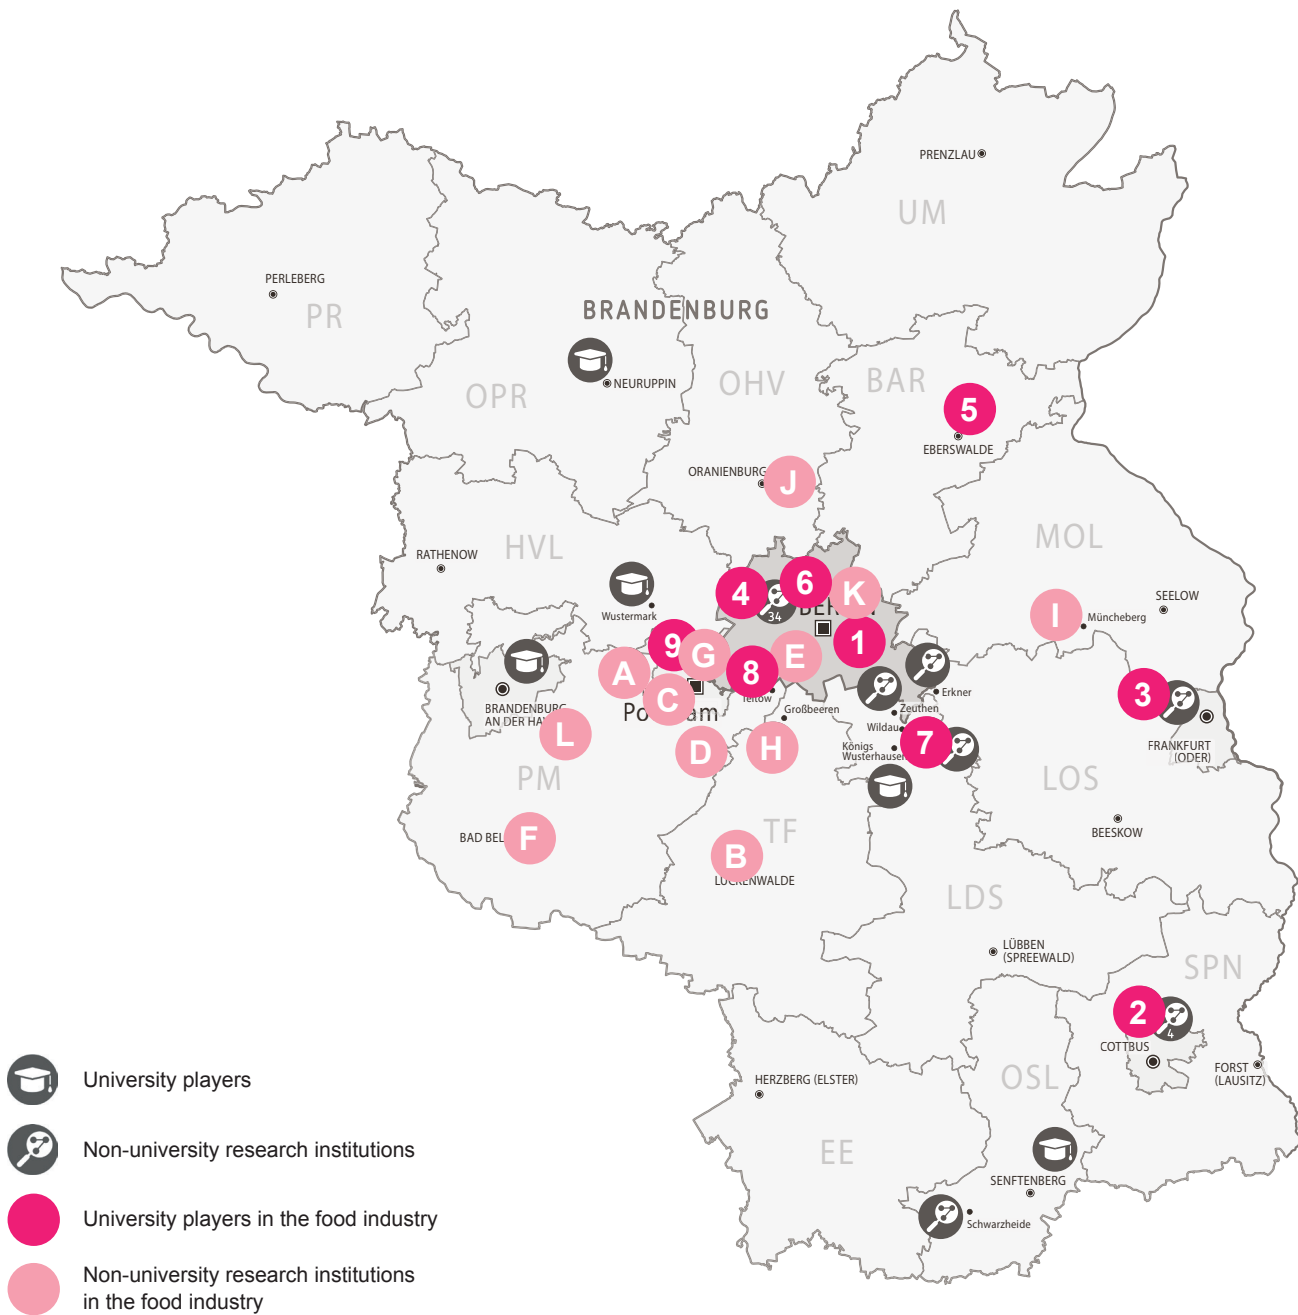 PRENZLAU
UM
PERLEBERG
PR
BRANDENBURG
NEURUPPIN
OPR
OHV
BAR
5
EBERSWALDE
ORANIENBURG
J
RATHENOW
HVL
MOL
Wustermark
4
34
6
K
I
Müncheberg
SEELOW
9
G
8
E
1
A
C
Erkner
3
BRANDENBURG
L
D
H
Großbeeren
Zeuthen
Wildau
7
Königs
Wusterhausen
FRANKFURT
(ODER)
PM
LOS
BEESKOW
F
TF
B
LUCKENWALDE
LDS
LÜBBEN
(SPREEWALD)
SPN
2
4
COTTBUS
FORST
(LAUSITZ)
OSL
HERZBERG (ELSTER)
EE
SENFTENBERG
Schwarzheide
University players
Non-university research institutions
University players in the food industry
Non-university research institutions
in the food industry